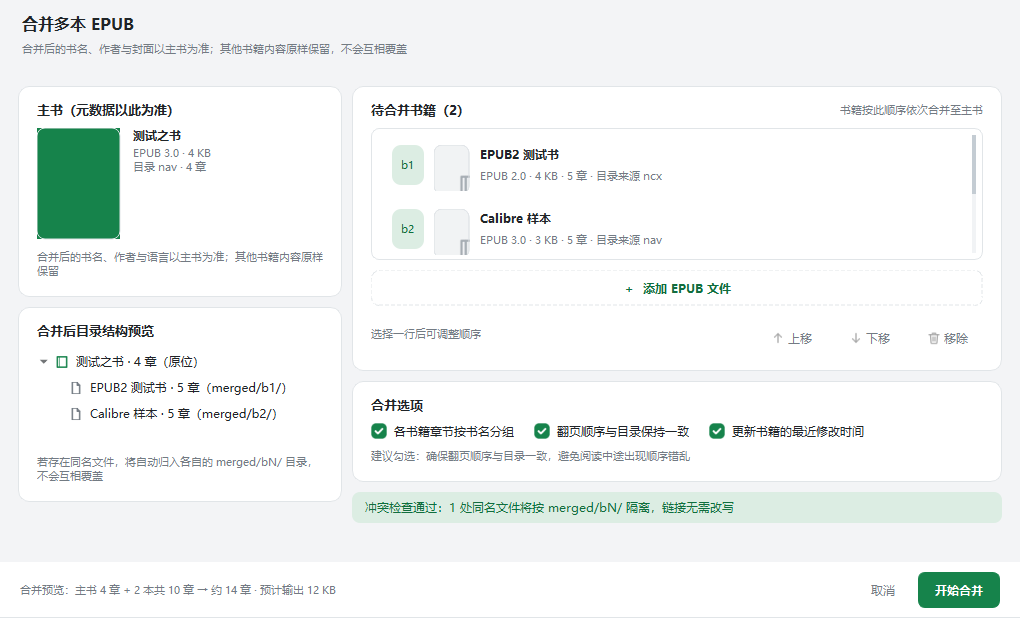 合并多本 EPUB
合并后的书名、作者与封面以主书为准；其他书籍内容原样保留，不会互相覆盖
主书（元数据以此为准）
测试之书
EPUB 3.0 · 4 KB
目录 nav · 4 章
合并后的书名、作者与语言以主书为准；其他书籍内容原样
保留
合并后目录结构预览
测试之书 · 4 章（原位）
EPUB2 测试书 · 5 章（merged/b1/）
Calibre 样本 · 5 章（merged/b2/）
若存在同名文件，将自动归入各自的 merged/bN/ 目录，
不会互相覆盖
待合并书籍（2）
书籍按此顺序依次合并至主书
b1
EPUB2 测试书
EPUB 2.0 · 4 KB · 5 章 · 目录来源 ncx
b2
Calibre 样本
EPUB 3.0 · 3 KB · 5 章 · 目录来源 nav
+ 添加 EPUB 文件
选择一行后可调整顺序
↑ 上移
↓ 下移
移除
合并选项
各书籍章节按书名分组
翻页顺序与目录保持一致
更新书籍的最近修改时间
建议勾选：确保翻页顺序与目录一致，避免阅读中途出现顺序错乱
冲突检查通过：1 处同名文件将按 merged/bN/ 隔离，链接无需改写
合并预览：主书 4 章 + 2 本共 10 章 → 约 14 章 · 预计输出 12 KB
取消
开始合并